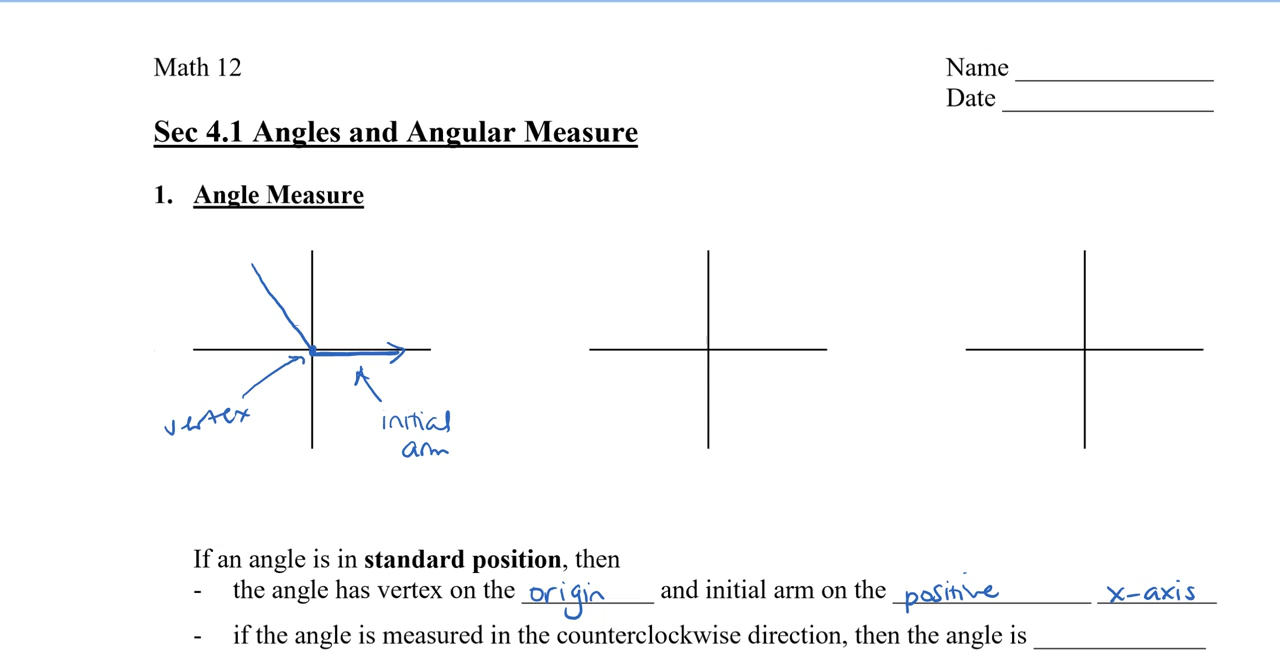 Math 12
Name
Date
Sec 4.1 Angles and Angular Measure
1. Angle Measure
vertex
initial
arm
If an angle is in standard position, then
- the angle has vertex on the origin and initial arm on the positive x-axis
- if the angle is measured in the counterclockwise direction, then the angle is